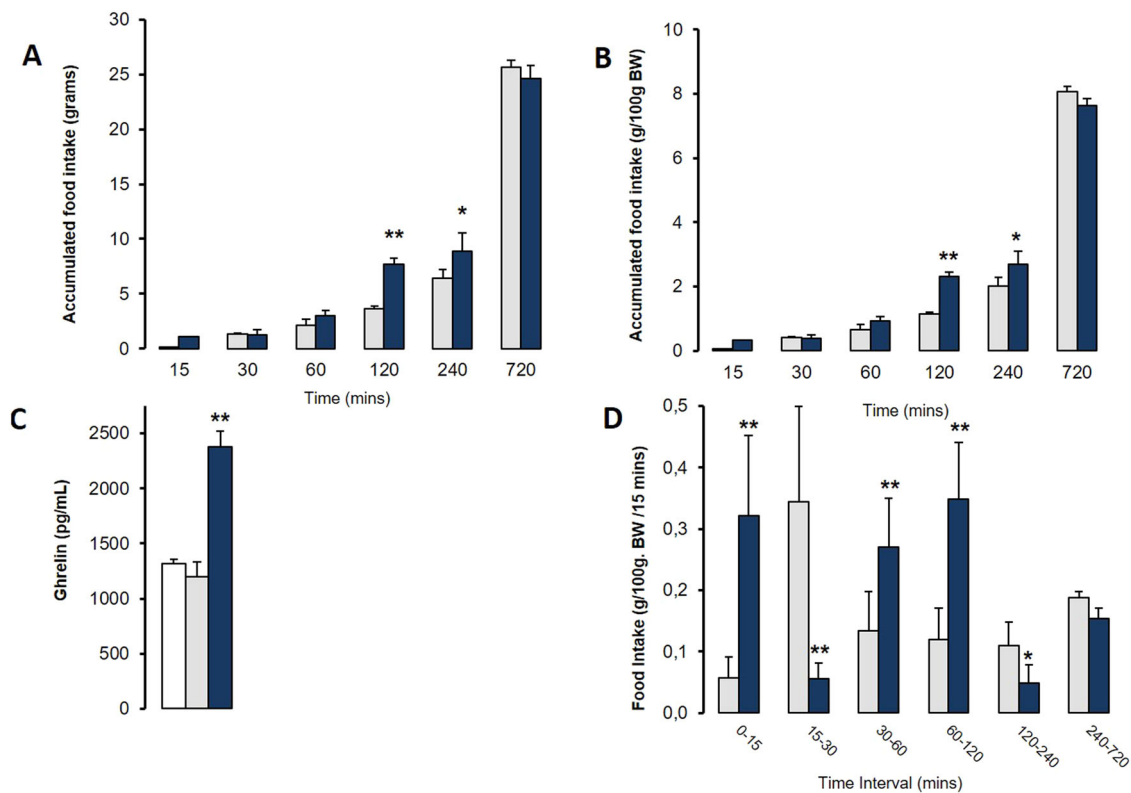 A
Accumulated food intake (grams)
30
25
20
15
10
5
0
**
*
15 30 60 120 240 720
Time (mins)
B
Accumulated food intake (g/100g BW)
10
8
6
4
2
0
**
*
15 30 60 120 240 720
Time (mins)
C
Ghrelin (pg/mL)
2500
2000
1500
1000
500
0
**
D
Food Intake (g/100g. BW /15 mins)
0,5
0,4
0,3
0,2
0,1
0,0
**
**
**
**
*
0-15 15-30 30-60 60-120 120-240 240-720
Time Interval (mins)